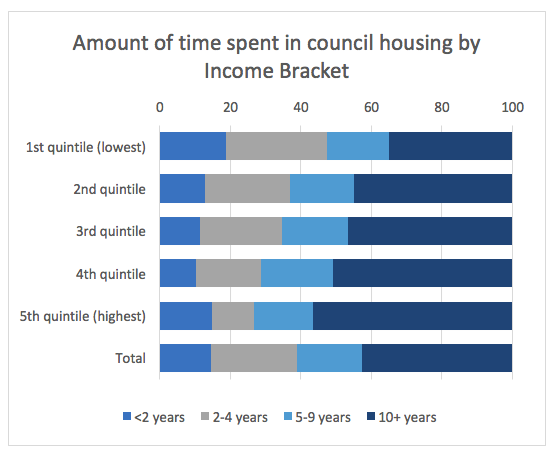 Amount of time spent in council housing by
Income Bracket
0 20 40 60 80 100
1st quintile (lowest)
2nd quintile
3rd quintile
4th quintile
5th quintile (highest)
Total
<2 years 2-4 years 5-9 years 10+ years